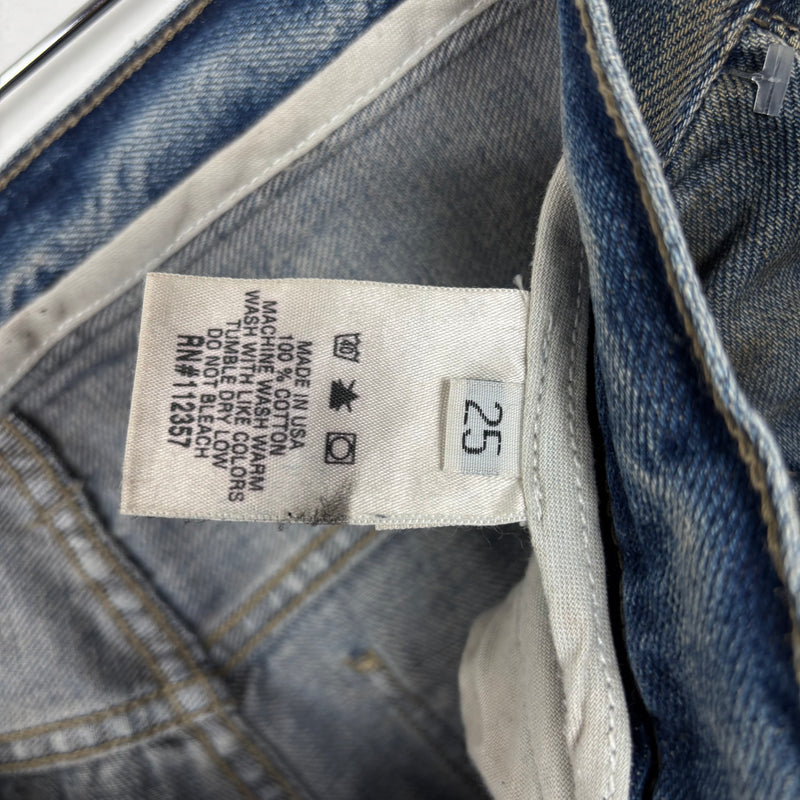 40
MADE IN USA
100 % COTTON
MACHINE WASH WARM
WASH WITH LIKE COLORS
TUMBLE DRY LOW
DO NOT BLEACH
RN#112357
25